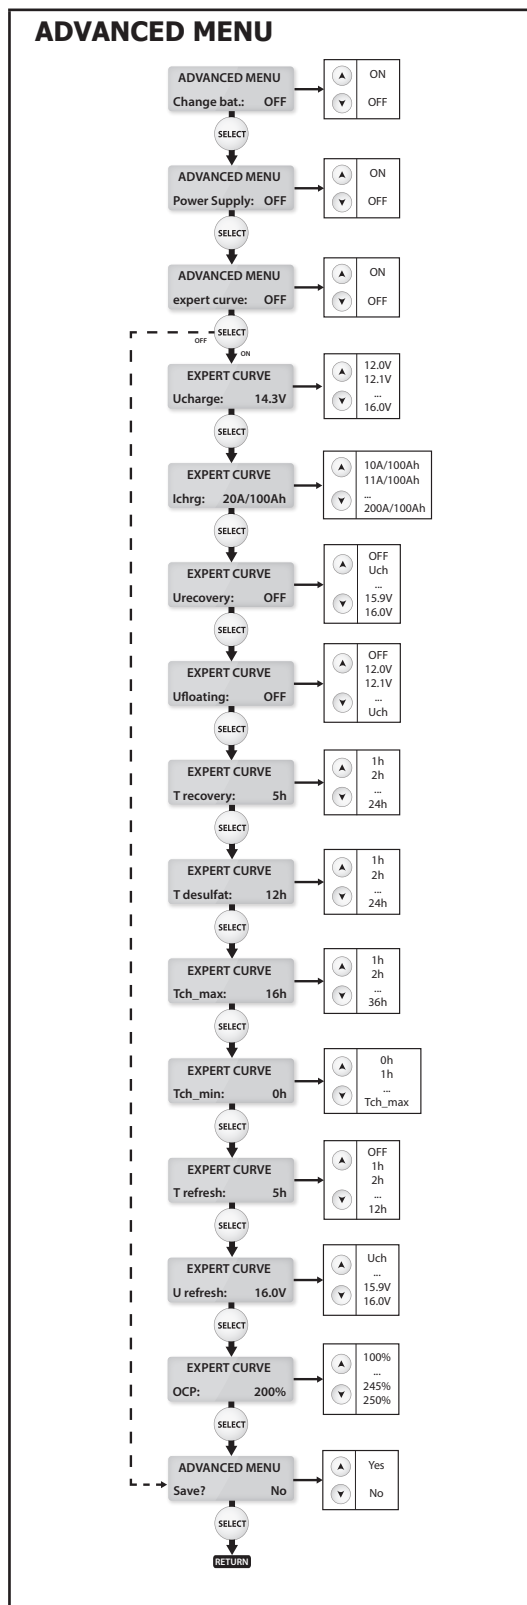 ADVANCED MENU
ADVANCED MENU
Change bat.: OFF
ON
OFF
SELECT
ADVANCED MENU
Power Supply: OFF
ON
OFF
SELECT
ADVANCED MENU
expert curve: OFF
ON
OFF
SELECT
OFF
ON
EXPERT CURVE
Ucharge: 14.3V
12.0V
12.1V
...
16.0V
SELECT
EXPERT CURVE
Ichrg: 20A/100Ah
10A/100Ah
11A/100Ah
...
200A/100Ah
SELECT
EXPERT CURVE
Urecovery: OFF
OFF
Uch
...
15.9V
16.0V
SELECT
EXPERT CURVE
Ufloating: OFF
OFF
12.0V
12.1V
...
Uch
SELECT
EXPERT CURVE
T recovery: 5h
1h
2h
...
24h
SELECT
EXPERT CURVE
T desulfat: 12h
1h
2h
...
24h
SELECT
EXPERT CURVE
Tch_max: 16h
1h
2h
...
36h
SELECT
EXPERT CURVE
Tch_min: 0h
0h
1h
...
Tch_max
SELECT
EXPERT CURVE
T refresh: 5h
OFF
1h
2h
...
12h
SELECT
EXPERT CURVE
U refresh: 16.0V
Uch
...
15.9V
16.0V
SELECT
EXPERT CURVE
OCP: 200%
100%
...
245%
250%
SELECT
ADVANCED MENU
Save? No
Yes
No
SELECT
RETURN